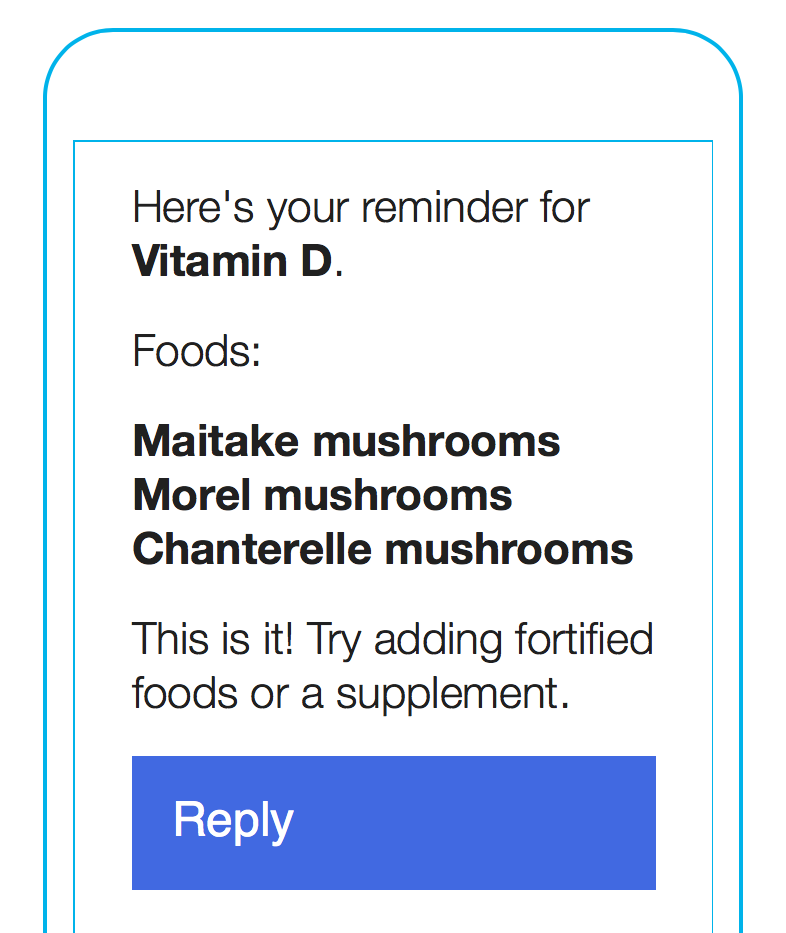 Here's your reminder for
Vitamin D.
Foods:
Maitake mushrooms
Morel mushrooms
Chanterelle mushrooms
This is it! Try adding fortified
foods or a supplement.
Reply